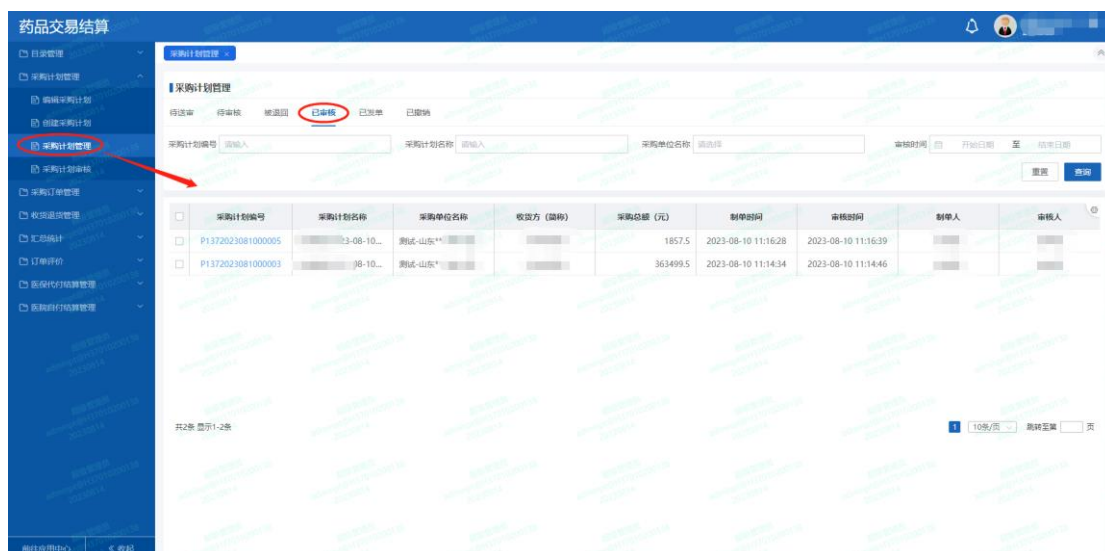 药品交易结算
目录管理
采购计划管理
编辑采购计划
创建采购计划
采购计划管理
采购计划审核
采购订单管理
收货退货管理
汇总统计
订单评价
医保代付结算管理
医院自付结算管理
前往应用中心 收起
采购计划管理 ×
采购计划管理
待送审 待审核 被退回 已审核 已发单 已撤销
采购计划编号 请输入 采购计划名称 请输入 采购单位名称 请选择 审核时间 开始日期 至 结束日期
重置 查询
采购计划编号 采购计划名称 采购单位名称 收货方（简称） 采购总额（元） 制单时间 审核时间 制单人 审核人
P1372023081000005 23-08-10... 测试-山东** 1857.5 2023-08-10 11:16:28 2023-08-10 11:16:39
P1372023081000003 08-10... 测试-山东* 363499.5 2023-08-10 11:14:34 2023-08-10 11:14:46
共2条 显示1-2条 1 10条/页 跳转至第 页